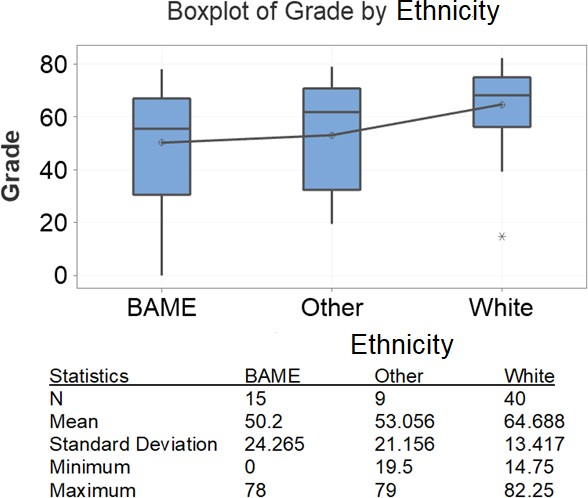 Boxplot of Grade by Ethnicity
80
60
40
20
0
Grade
BAME Other White
Ethnicity
Statistics BAME Other White
N 15 9 40
Mean 50.2 53.056 64.688
Standard Deviation 24.265 21.156 13.417
Minimum 0 19.5 14.75
Maximum 78 79 82.25